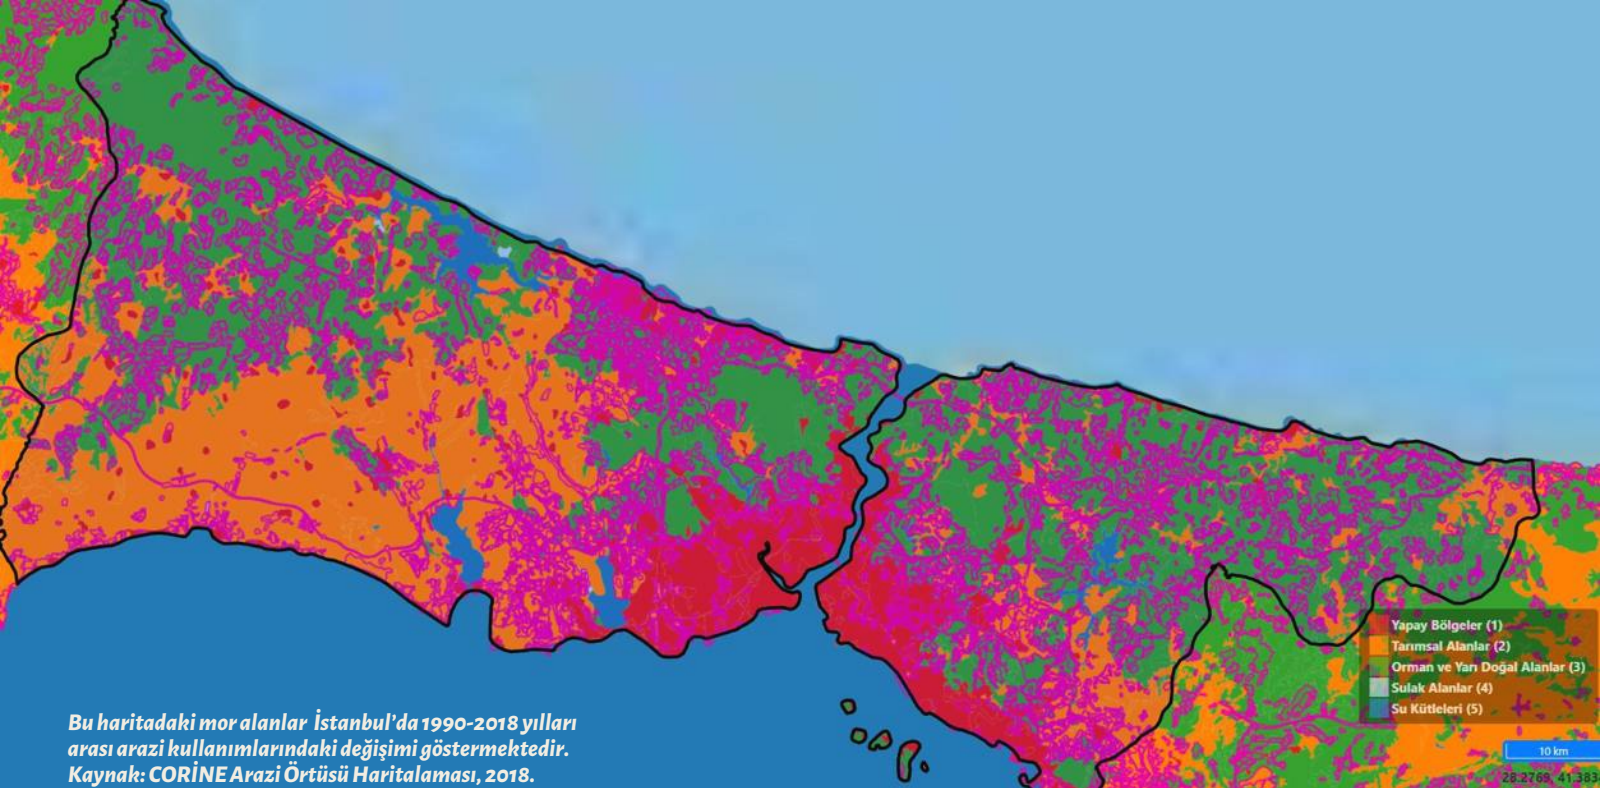 Yapay Bölgeler (1)
Tarımsal Alanlar (2)
Orman ve Yarı Doğal Alanlar (3)
Sulak Alanlar (4)
Su Kütleleri (5)
Bu haritadaki mor alanlar İstanbul'da 1990-2018 yılları
arası arazi kullanımlarındaki değişimi göstermektedir.
Kaynak: CORİNE Arazi Örtüsü Haritalaması, 2018.
10 km
28.2769, 41.383